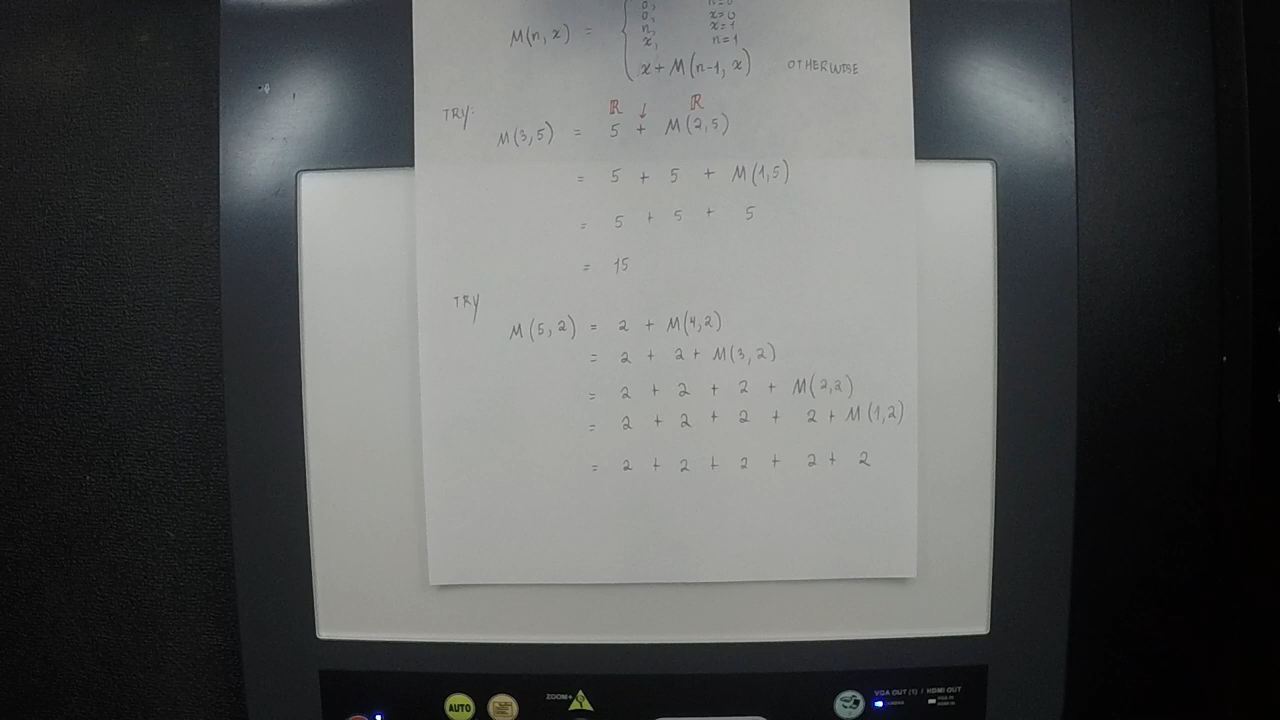 0, n=0
0, x=0
M(n, x) = n, x=1
x, n=1
x + M(n-1, x) OTHERWISE
TRY:
ℝ ↓ ℝ
M(3,5) = 5 + M(2,5)
= 5 + 5 + M(1,5)
= 5 + 5 + 5
= 15
TRY
M(5,2) = 2 + M(4,2)
= 2 + 2 + M(3,2)
= 2 + 2 + 2 + M(2,2)
= 2 + 2 + 2 + 2 + M(1,2)
= 2 + 2 + 2 + 2 + 2
ZOOM+
AUTO
VGA OUT (1) / HDMI OUT